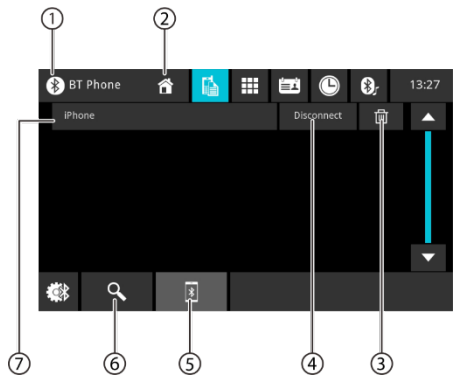 ① ②
BT Phone 13:27
iPhone Disconnect
⑦ ⑥ ⑤ ④ ③